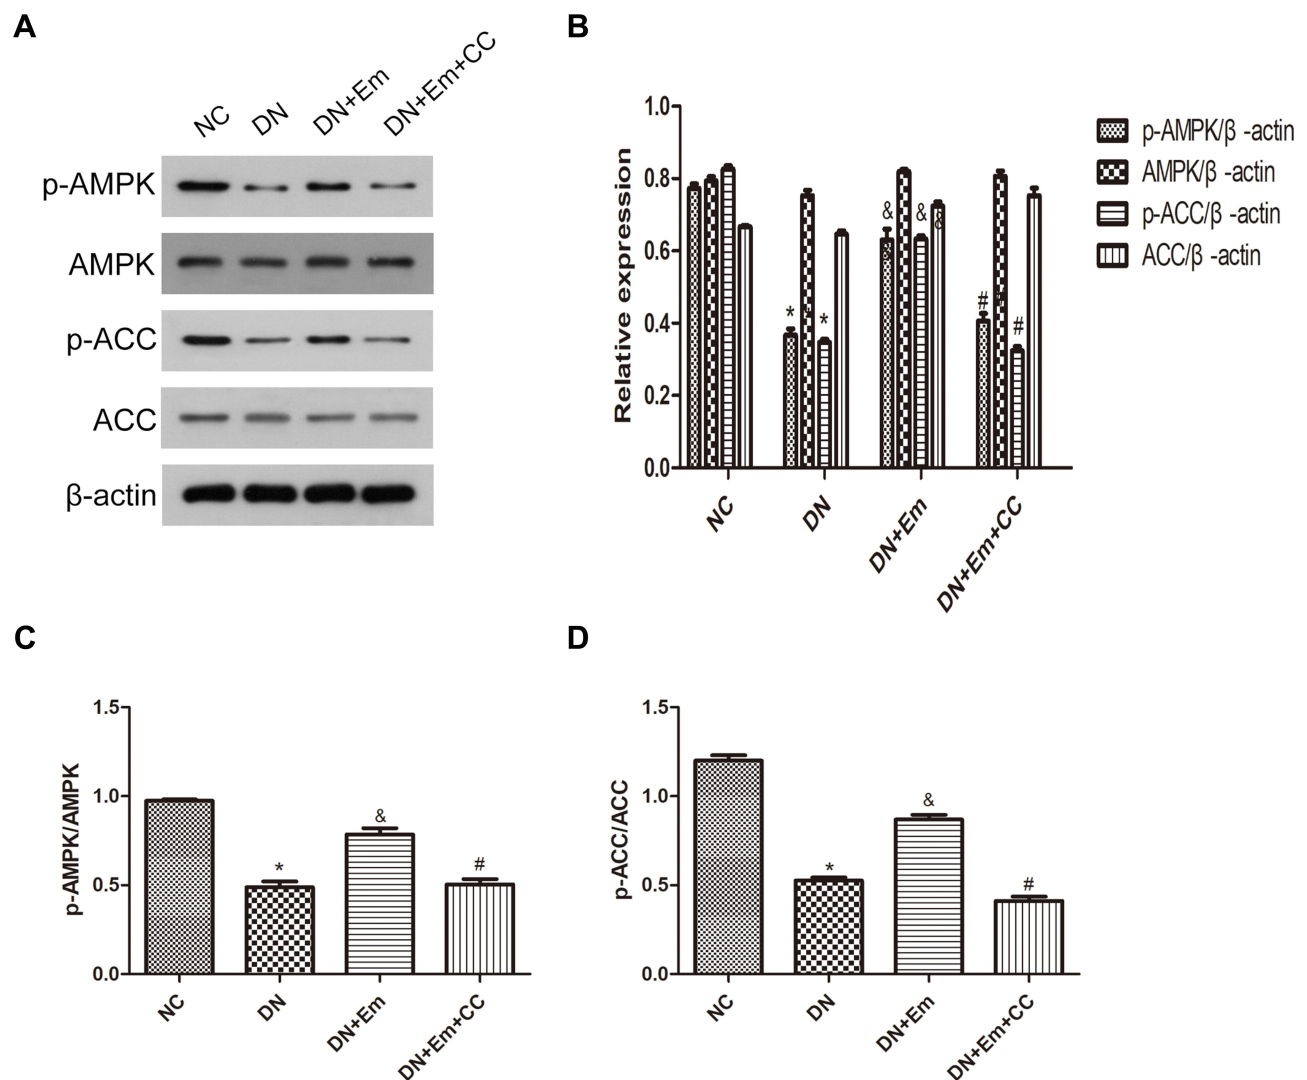 A
NC
DN
DN+Em
DN+Em+CC
p-AMPK
AMPK
p-ACC
ACC
β-actin
B
Relative expression
1.0
0.8
0.6
0.4
0.2
0.0
* * *
& & & &
# # #
NC
DN
DN+Em
DN+Em+CC
p-AMPK/β -actin
AMPK/β -actin
p-ACC/β -actin
ACC/β -actin
C
p-AMPK/AMPK
1.5
1.0
0.5
0.0
*
&
#
NC
DN
DN+Em
DN+Em+CC
D
p-ACC/ACC
1.5
1.0
0.5
0.0
*
&
#
NC
DN
DN+Em
DN+Em+CC